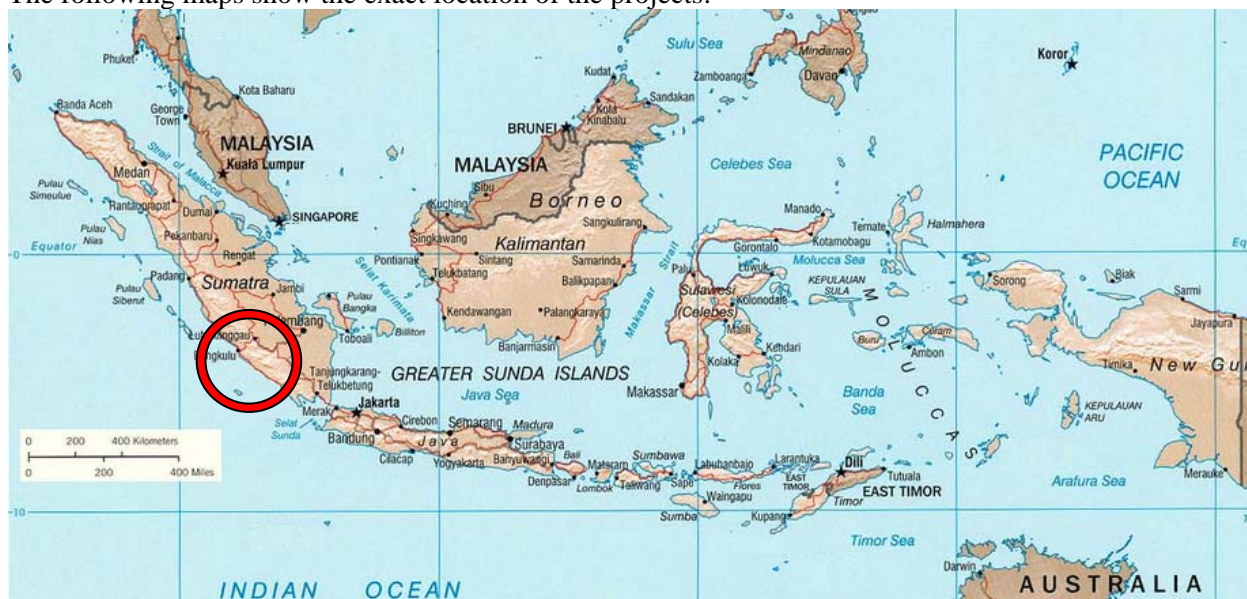 The following maps show the exact location of the projects:
Sulu Sea
Mindanao
Koror
Phuket
Kudat
Zamboanga
Davao
Banda Aceh
Kota Baharu
Sandakan
George
Town
Kota
Kinabalu
BRUNEI
MALAYSIA
Kuala Lumpur
MALAYSIA
Celebes Sea
PACIFIC
OCEAN
Strait of Malacca
Medan
Pulau
Simeulue
Sibu
Borneo
Manado
Rantauprapat
Dumai
SINGAPORE
Kuching
Sangkulirang
Ternate
Halmahera
Pulau
Nias
Singkawang
Kotamobagu
Pekanbaru
Kalimantan
Gorontalo
Equator
0
Rengat
Pontianak
Sintang
Samarinda
Strait
Molucca Sea
Eq
Padang
Sumatra
Selat Karimata
Telukbatang
Palu
Luwuk
KEPULAUAN
SULA
Sorong
Biak
Pulau
Siberut
Jambi
Pulau
Bangka
Balikpapan
Sulawesi
(Celebes)
Kolonodale
Sarmi
Kendawangan
Palangkaraya
Makassar
MOLUCCAS
Jayapura
Toboali
Billiton
Malili
Buru
Ceram
Banjarmasin
Kolaka
Kendari
Ambon
Timika
New Gui
Tanjungkarang-
Telukbetung
GREATER SUNDA ISLANDS
Makassar
Banda
Sea
Java Sea
KEPULAUAN
ARU
Merak
Jakarta
Cirebon
Semarang
Madura
Selat
Sunda
Bandung
Java
Surabaya
0 200 400 Kilometers
0 200 400 Miles
Cilacap
Yogyakarta
Banyuwangi
Bali
Mataram
Sumbawa
Labuhanbajo
Larantuka
Dili
Merauke
Denpasar
Lombok
Taliwang
Sape
Flores
EAST
TIMOR
Tutuala
Arafura Sea
Waingapu
EAST TIMOR
Timor
10
Sumba
Kupang
Timor Sea
Darwin
INDIAN OCEAN
AUSTRALIA